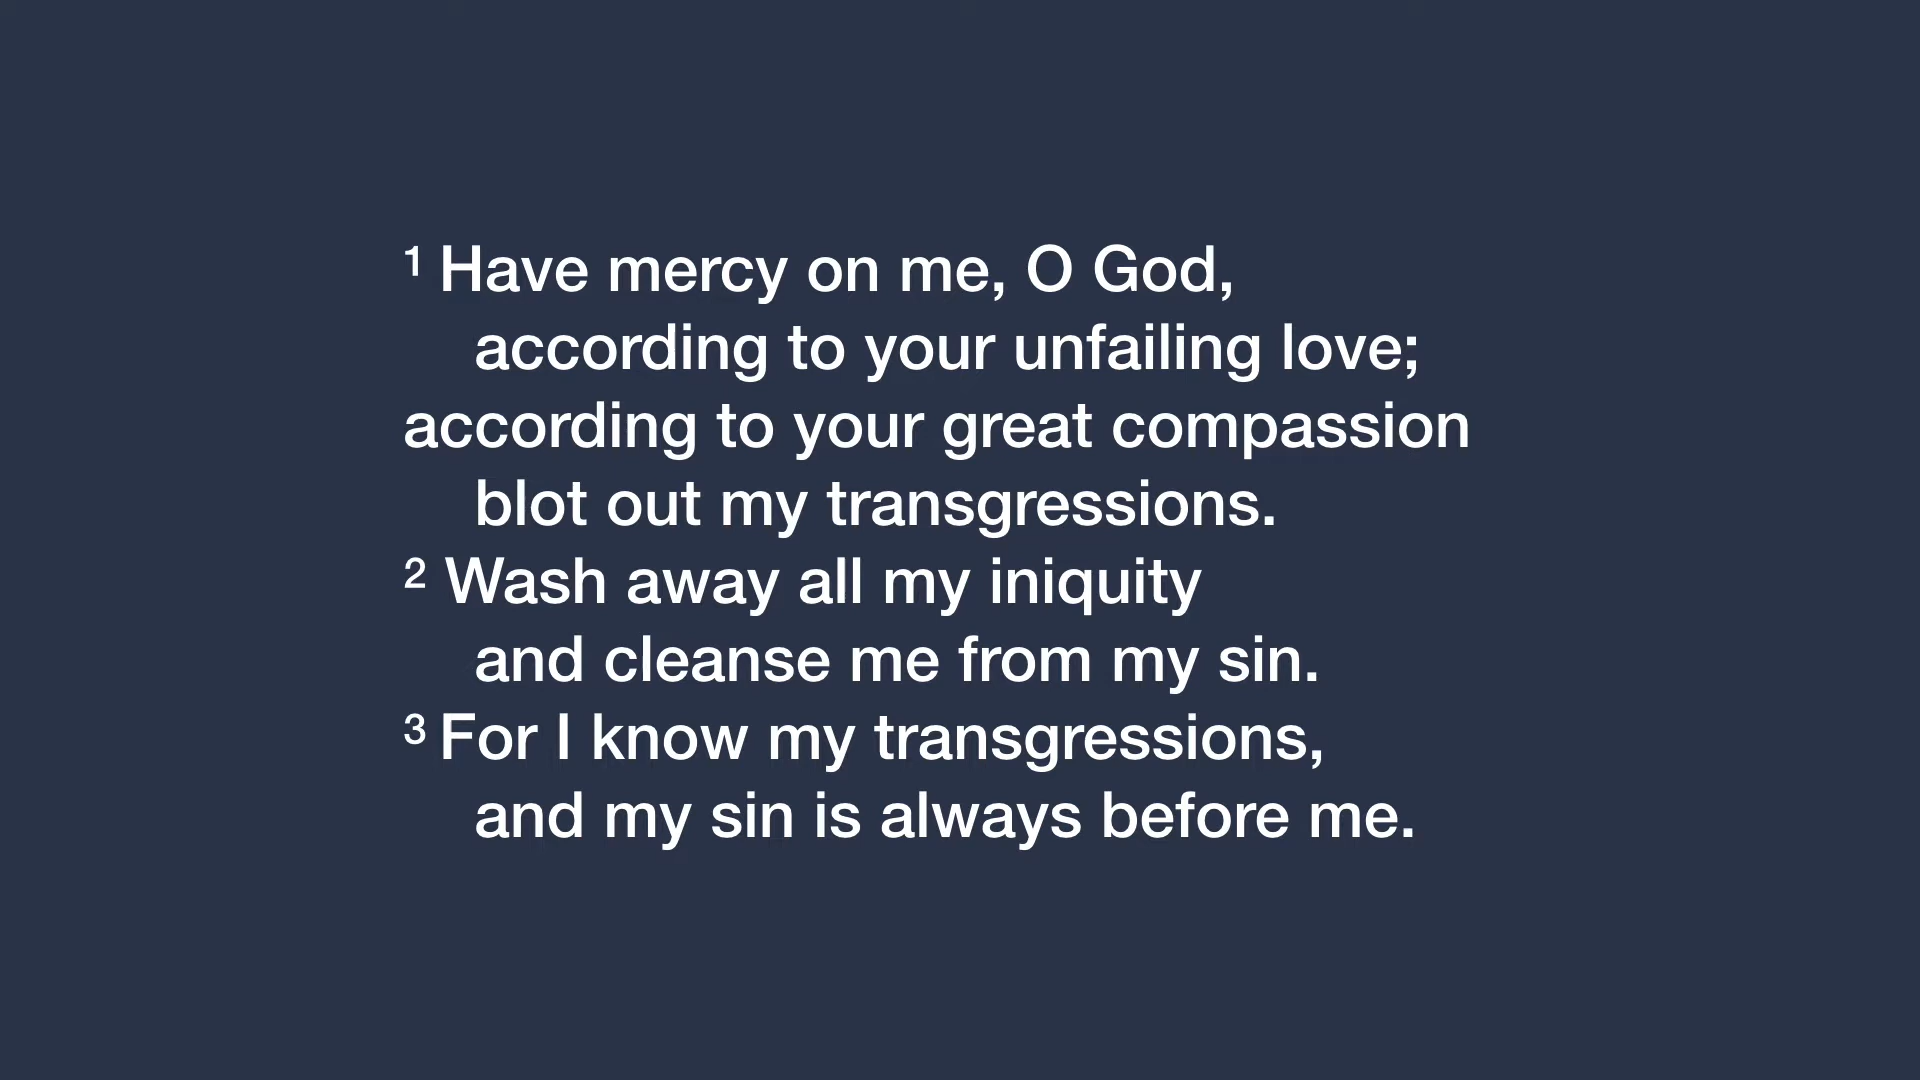 ¹ Have mercy on me, O God,
according to your unfailing love;
according to your great compassion
blot out my transgressions.
² Wash away all my iniquity
and cleanse me from my sin.
³ For I know my transgressions,
and my sin is always before me.